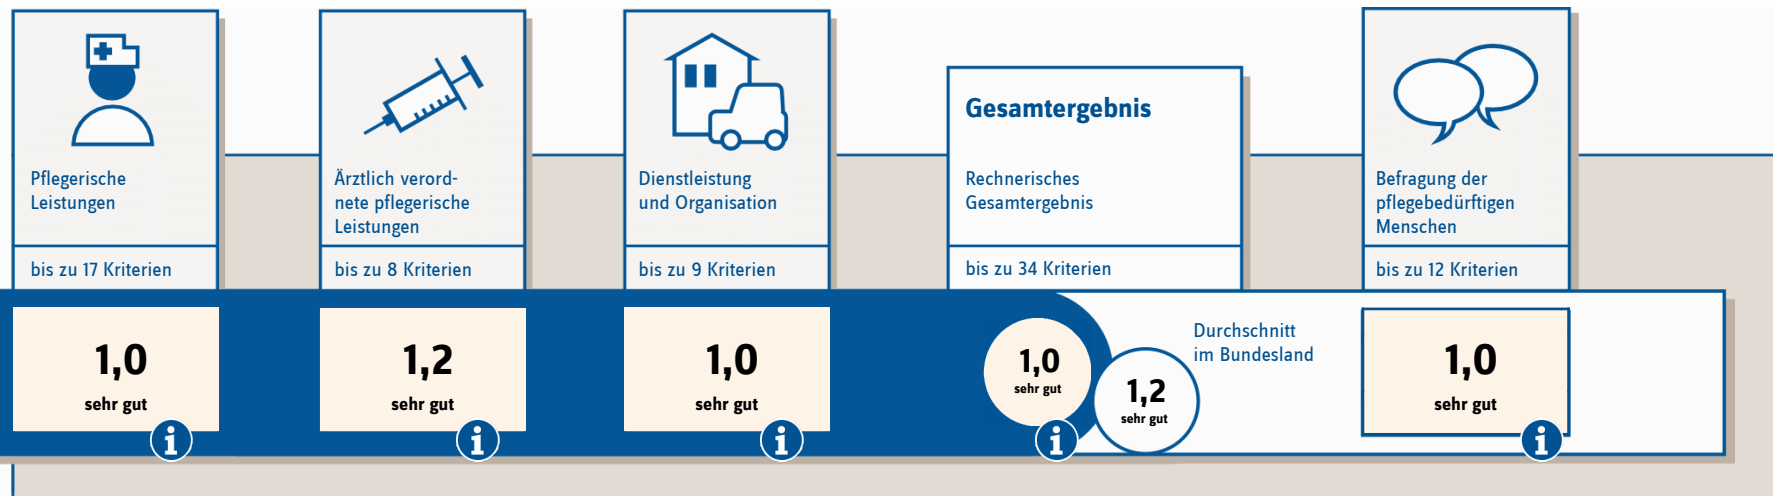 Pflegerische
Leistungen
bis zu 17 Kriterien
1,0
sehr gut
i
Ärztlich verord-
nete pflegerische
Leistungen
bis zu 8 Kriterien
1,2
sehr gut
i
Dienstleistung
und Organisation
bis zu 9 Kriterien
1,0
sehr gut
i
Gesamtergebnis
Rechnerisches
Gesamtergebnis
bis zu 34 Kriterien
1,0
sehr gut
i
1,2
sehr gut
Durchschnitt
im Bundesland
Befragung der
pflegebedürftigen
Menschen
bis zu 12 Kriterien
1,0
sehr gut
i